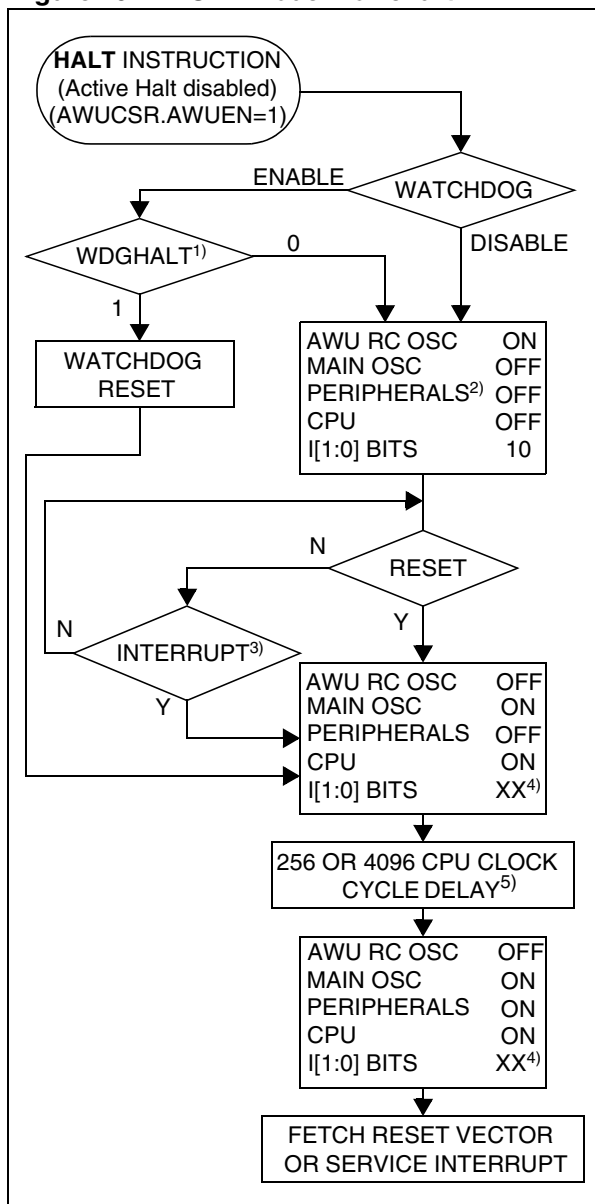 Figure
HALT INSTRUCTION
(Active Halt disabled)
(AWUCSR.AWUEN=1)
WATCHDOG
ENABLE
DISABLE
WDGHALT1)
0
1
WATCHDOG
RESET
AWU RC OSC ON
MAIN OSC OFF
PERIPHERALS2) OFF
CPU OFF
I[1:0] BITS 10
RESET
N
Y
INTERRUPT3)
N
Y
AWU RC OSC OFF
MAIN OSC ON
PERIPHERALS OFF
CPU ON
I[1:0] BITS XX4)
256 OR 4096 CPU CLOCK
CYCLE DELAY5)
AWU RC OSC OFF
MAIN OSC ON
PERIPHERALS ON
CPU ON
I[1:0] BITS XX4)
FETCH RESET VECTOR
OR SERVICE INTERRUPT